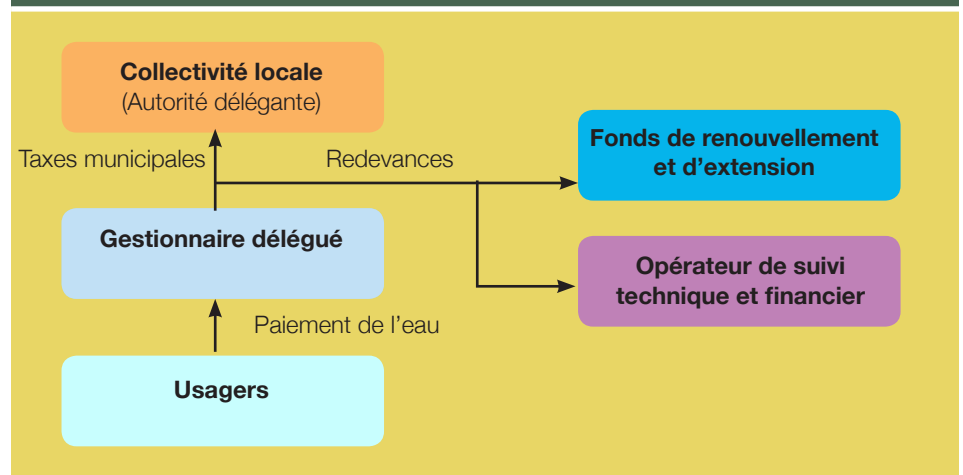 Collectivité locale
(Autorité délégante)
Taxes municipales
Redevances
Fonds de renouvellement
et d’extension
Gestionnaire délégué
Opérateur de suivi
technique et financier
Paiement de l’eau
Usagers